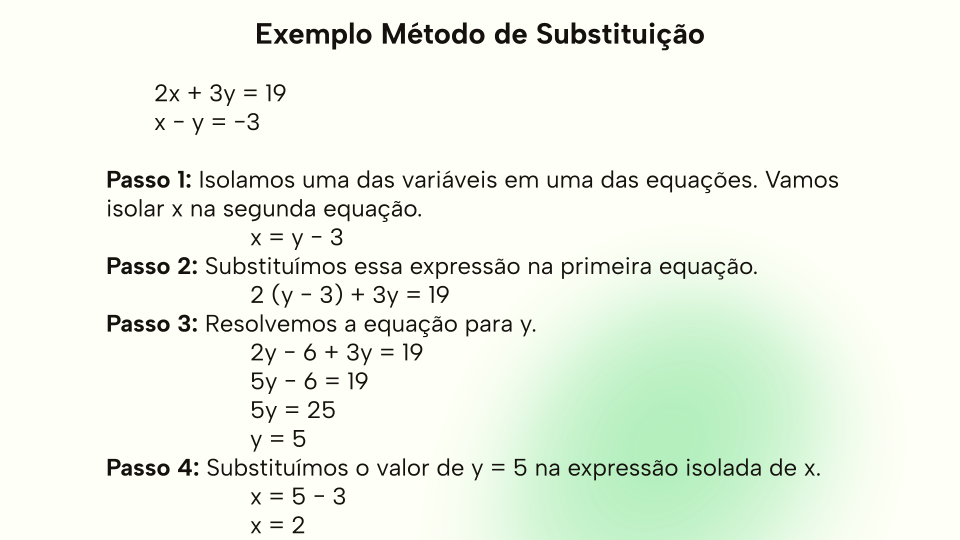 Exemplo Método de Substituição
2x + 3y = 19
x - y = -3
Passo 1: Isolamos uma das variáveis em uma das equações. Vamos
isolar x na segunda equação.
x = y - 3
Passo 2: Substituímos essa expressão na primeira equação.
2 (y - 3) + 3y = 19
Passo 3: Resolvemos a equação para y.
2y - 6 + 3y = 19
5y - 6 = 19
5y = 25
y = 5
Passo 4: Substituímos o valor de y = 5 na expressão isolada de x.
x = 5 - 3
x = 2